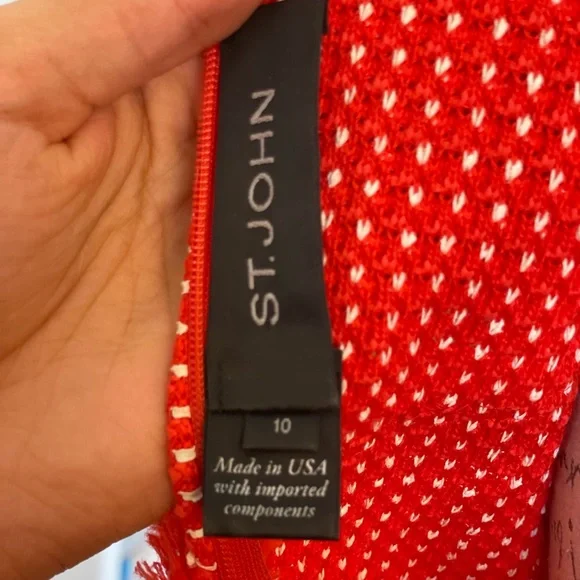 ST. JOHN
10
Made in USA
with imported
components